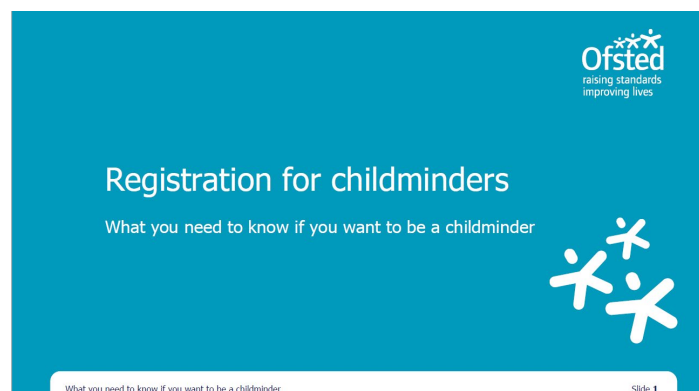 Ofsted
raising standards
improving lives
Registration for childminders
What you need to know if you want to be a childminder
What you need to know if you want to be a childminder
Slide 1